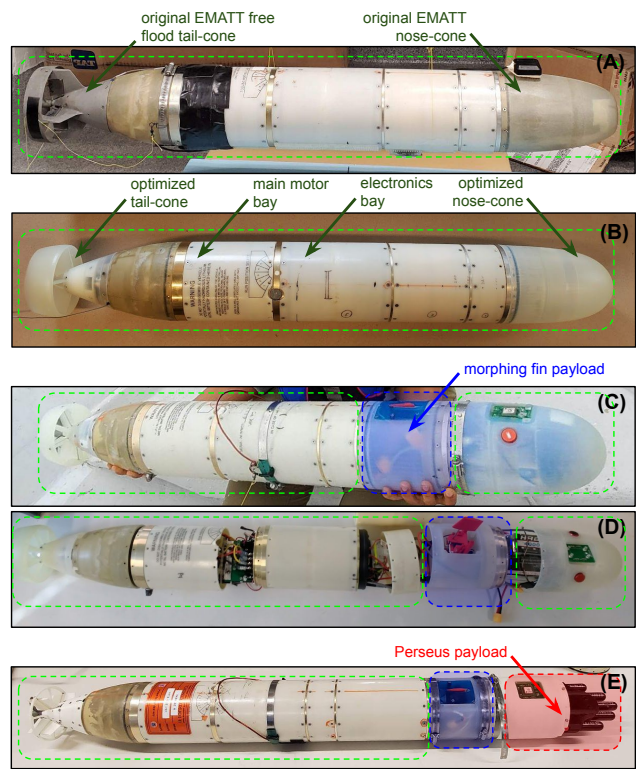 original EMATT free
flood tail-cone
original EMATT
nose-cone
(A)
optimized
tail-cone
main motor
bay
electronics
bay
optimized
nose-cone
(B)
WARNING
morphing fin payload
(C)
(D)
Perseus payload
(E)